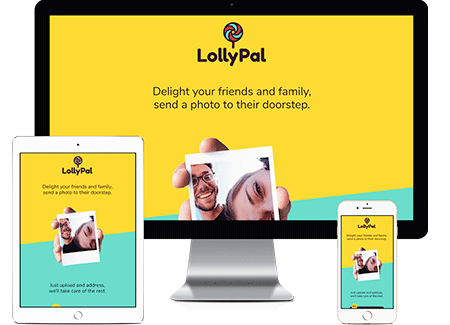 LollyPal
Delight your friends and family,
send a photo to their doorstep.
LollyPal
Delight your friends and family,
send a photo to their doorstep.
Just upload and address,
we'll take care of the rest.
LollyPal
Delight your friends and family,
send a photo to their doorstep.
Just upload and address,
we'll take care of the rest.